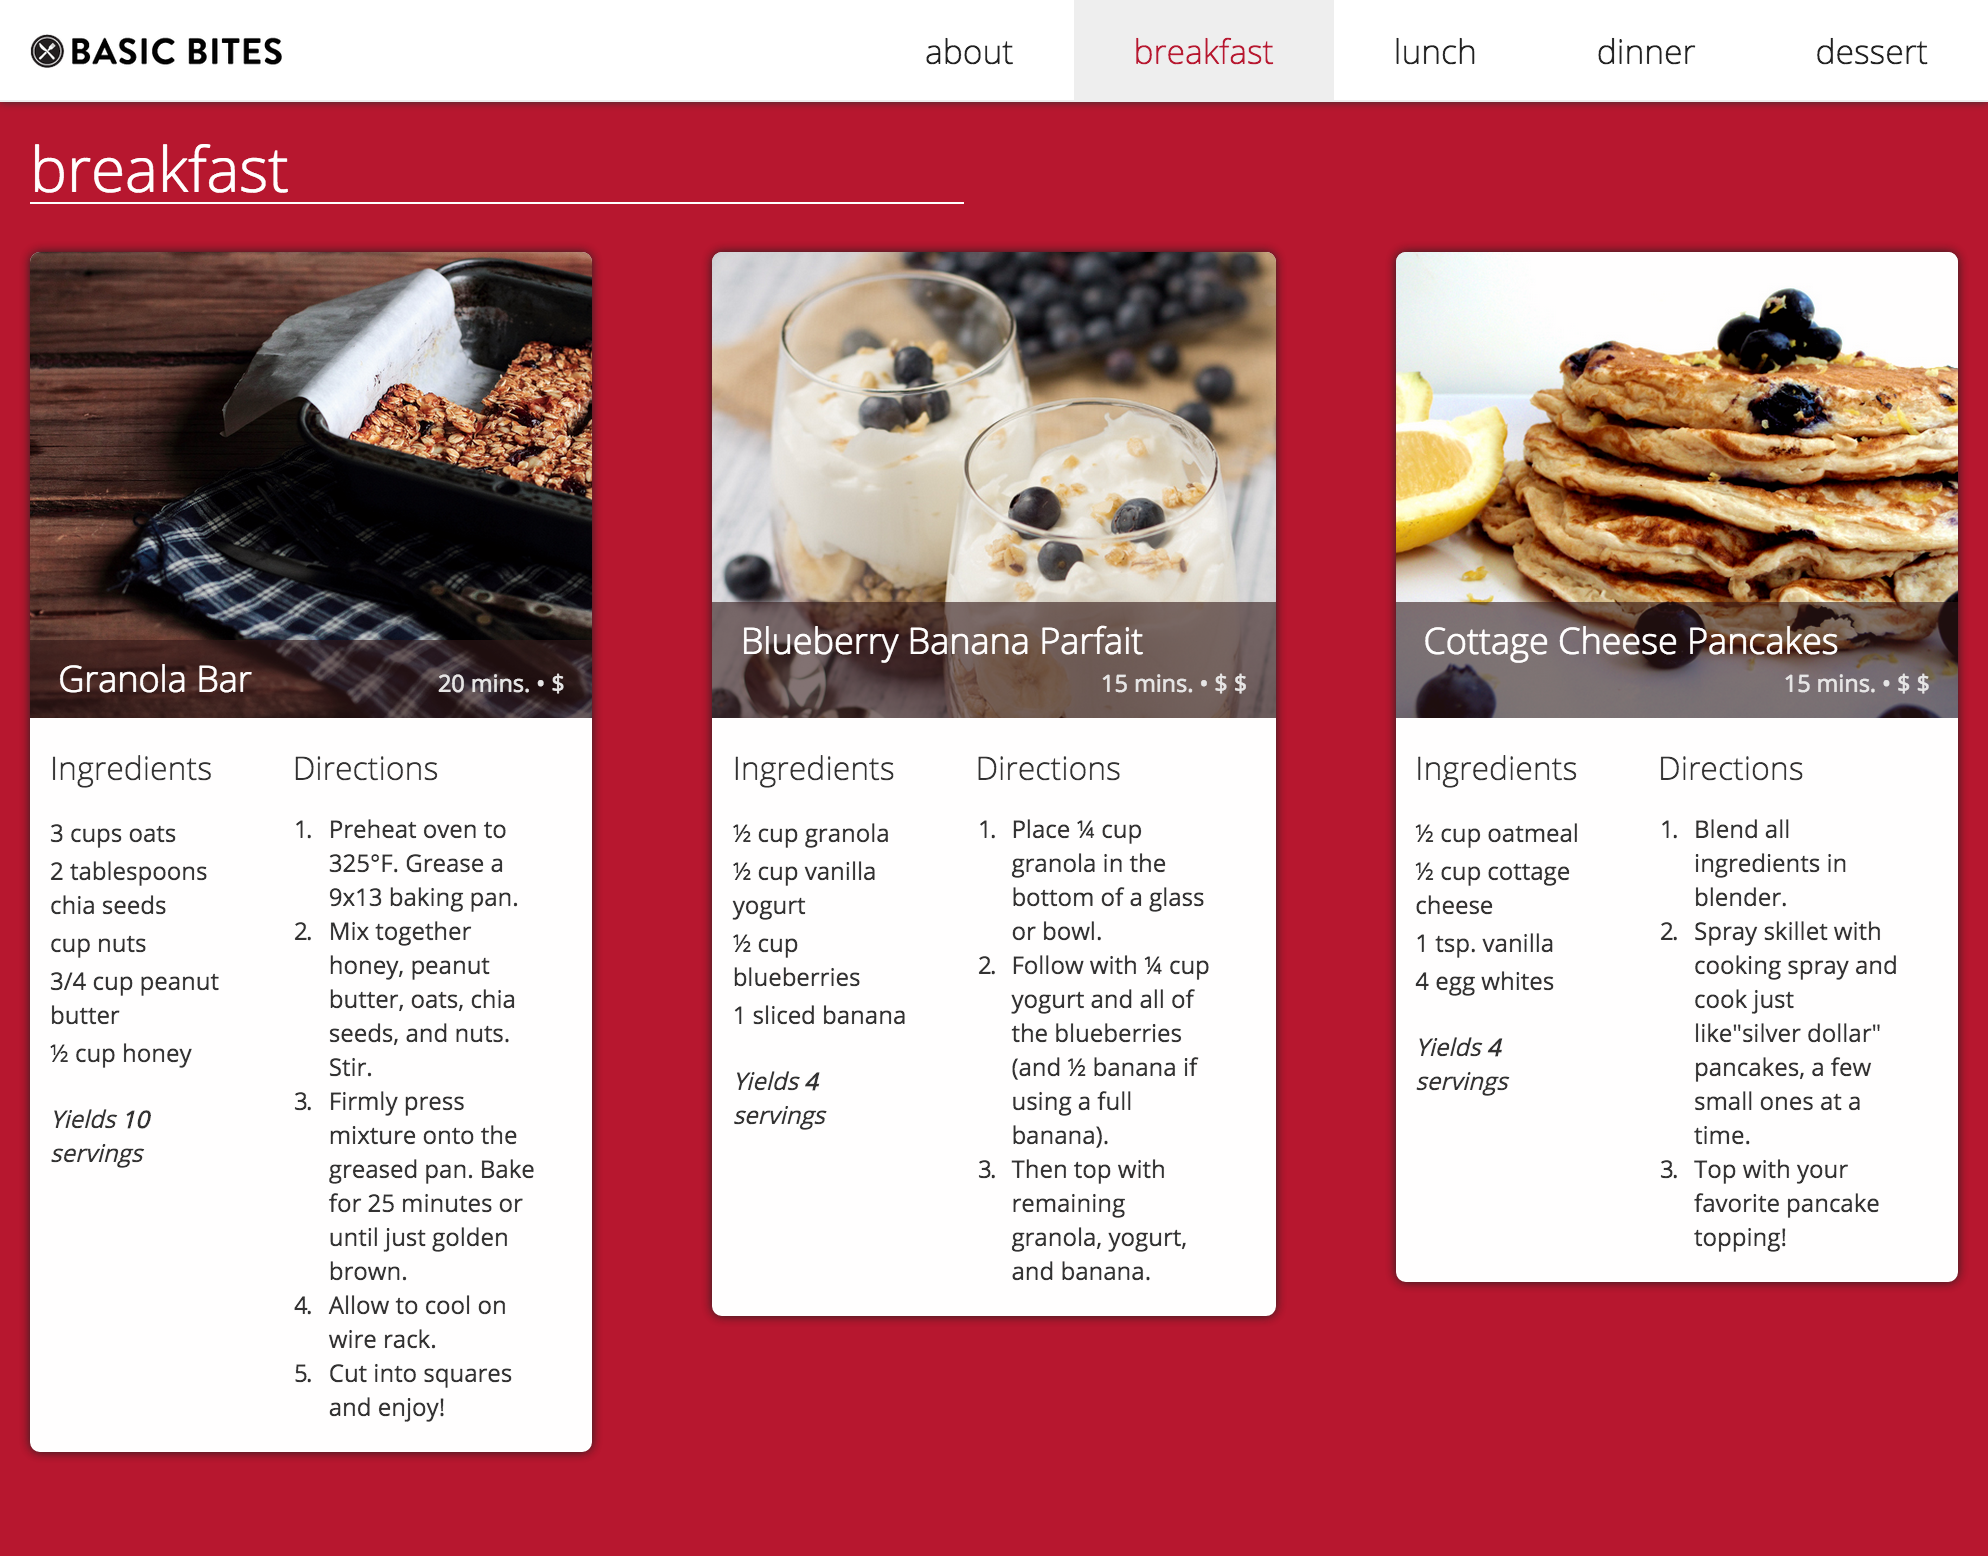 BASIC BITES
about
breakfast
lunch
dinner
dessert
breakfast
Granola Bar
20 mins. • $
Ingredients
3 cups oats
2 tablespoons
chia seeds
cup nuts
3/4 cup peanut
butter
½ cup honey
Yields 10
servings
Directions
1. Preheat oven to
325°F. Grease a
9x13 baking pan.
2. Mix together
honey, peanut
butter, oats, chia
seeds, and nuts.
Stir.
3. Firmly press
mixture onto the
greased pan. Bake
for 25 minutes or
until just golden
brown.
4. Allow to cool on
wire rack.
5. Cut into squares
and enjoy!
Blueberry Banana Parfait
15 mins. • $ $
Ingredients
½ cup granola
½ cup vanilla
yogurt
½ cup
blueberries
1 sliced banana
Yields 4
servings
Directions
1. Place ¼ cup
granola in the
bottom of a glass
or bowl.
2. Follow with ¼ cup
yogurt and all of
the blueberries
(and ½ banana if
using a full
banana).
3. Then top with
remaining
granola, yogurt,
and banana.
Cottage Cheese Pancakes
15 mins. • $ $
Ingredients
½ cup oatmeal
½ cup cottage
cheese
1 tsp. vanilla
4 egg whites
Yields 4
servings
Directions
1. Blend all
ingredients in
blender.
2. Spray skillet with
cooking spray and
cook just
like"silver dollar"
pancakes, a few
small ones at a
time.
3. Top with your
favorite pancake
topping!